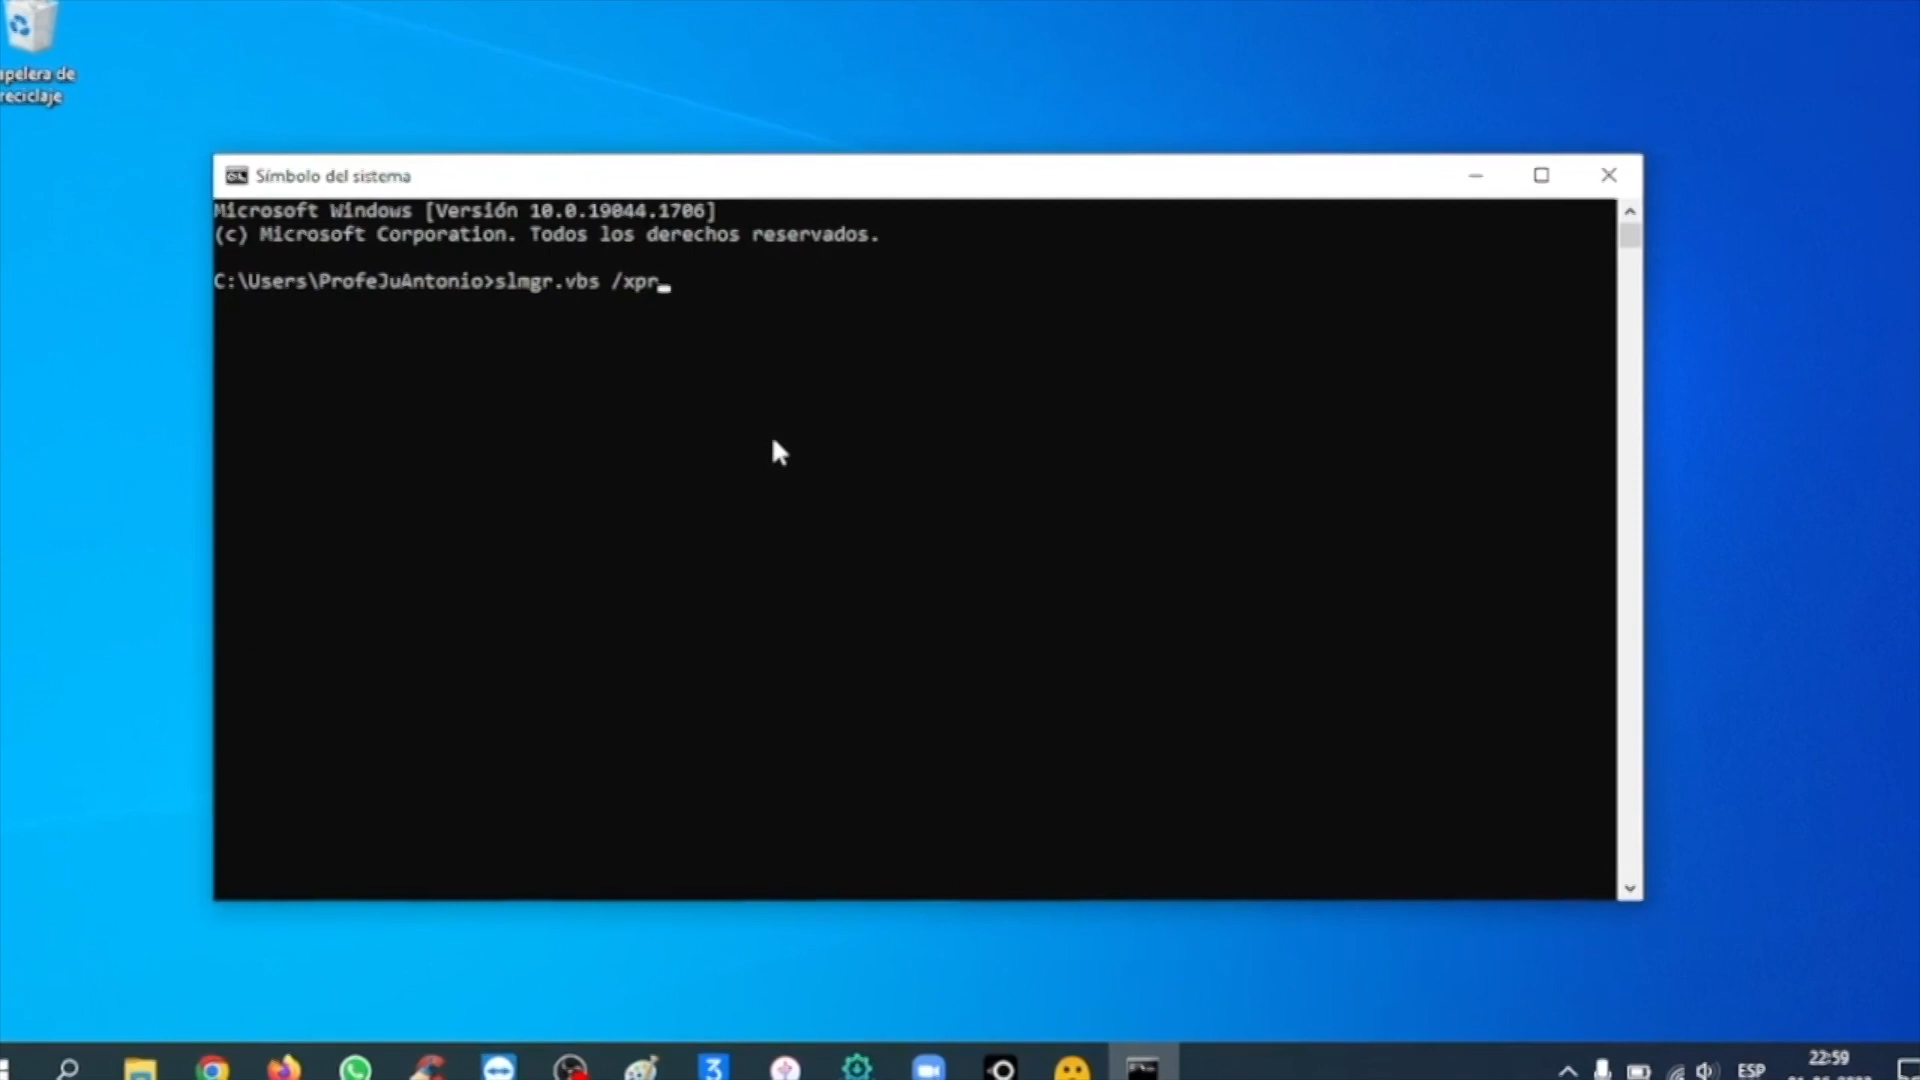 apelera de
reciclaje
Símbolo del sistema
Microsoft Windows [Versión 10.0.19044.1706]
(c) Microsoft Corporation. Todos los derechos reservados.
C:\Users\ProfeJuAntonio>slmgr.vbs /xpr
3
ESP
22:59